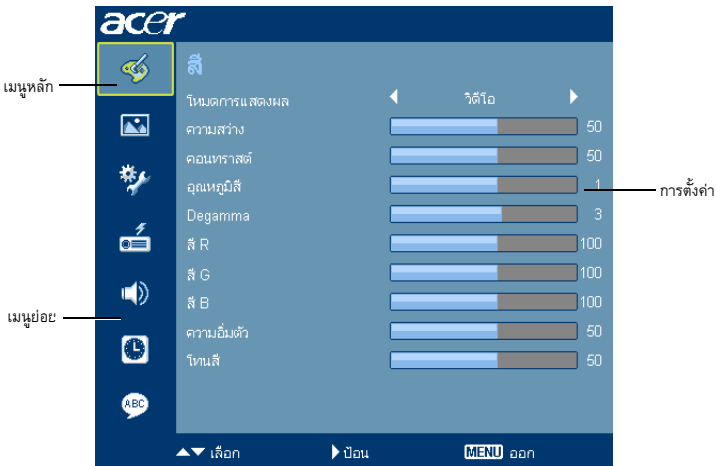 acer
สี
เมนูหลัก
โหมดการแสดงผล วิดีโอ
ความสว่าง 50
คอนทราสต์ 50
อุณหภูมิสี 1
การตั้งค่า
Degamma 3
สี R 100
สี G 100
สี B 100
เมนูย่อย
ความอิ่มตัว 50
โทนสี 50
ABC
เลือก ป้อน MENU ออก